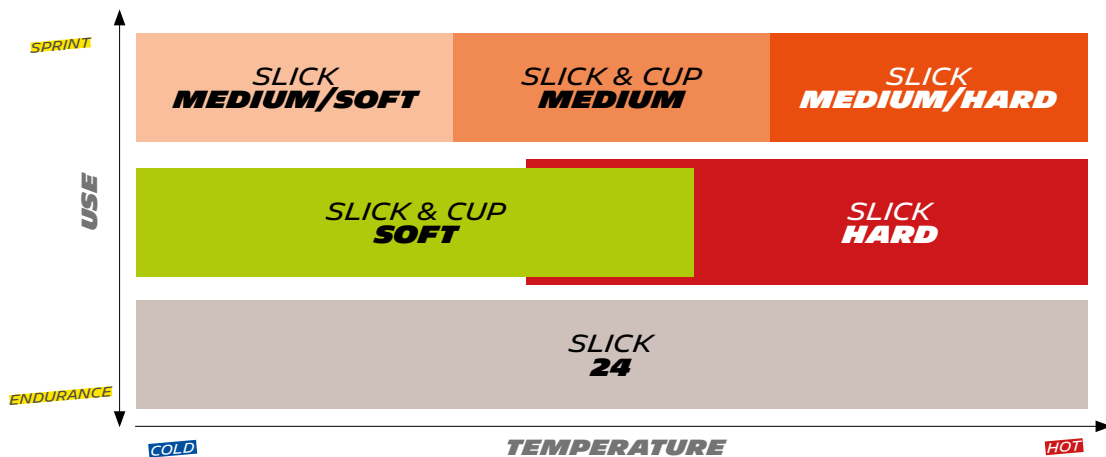 SPRINT
SLICK
MEDIUM/SOFT
SLICK & CUP
MEDIUM
SLICK
MEDIUM/HARD
USE
SLICK & CUP
SOFT
SLICK
HARD
SLICK
24
ENDURANCE
COLD
TEMPERATURE
HOT